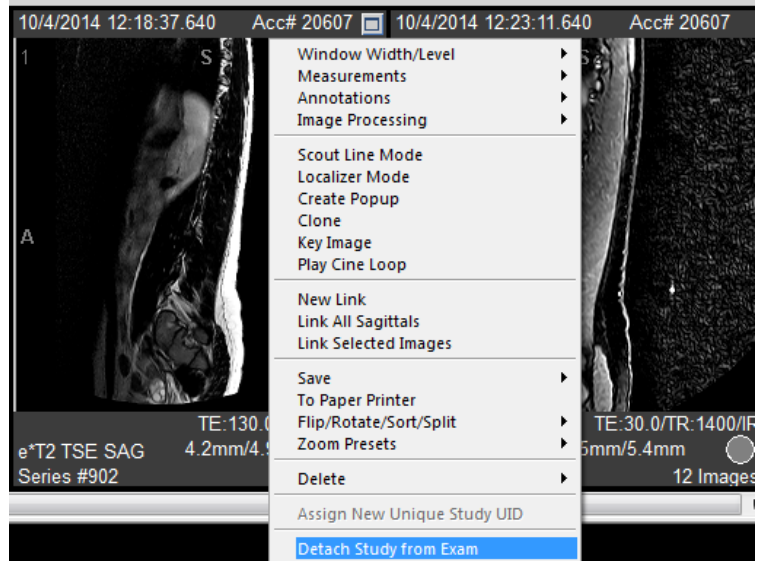 10/4/2014 12:18:37.640 Acc# 20607
10/4/2014 12:23:11.640 Acc# 20607
1
S
A
TE:130.0
e*T2 TSE SAG
Series #902
S
TE:30.0/TR:1400/IR
5mm/5.4mm
12 Images
Window Width/Level
Measurements
Annotations
Image Processing
Scout Line Mode
Localizer Mode
Create Popup
Clone
Key Image
Play Cine Loop
New Link
Link All Sagittals
Link Selected Images
Save
To Paper Printer
Flip/Rotate/Sort/Split
Zoom Presets
Delete
Assign New Unique Study UID
Detach Study from Exam